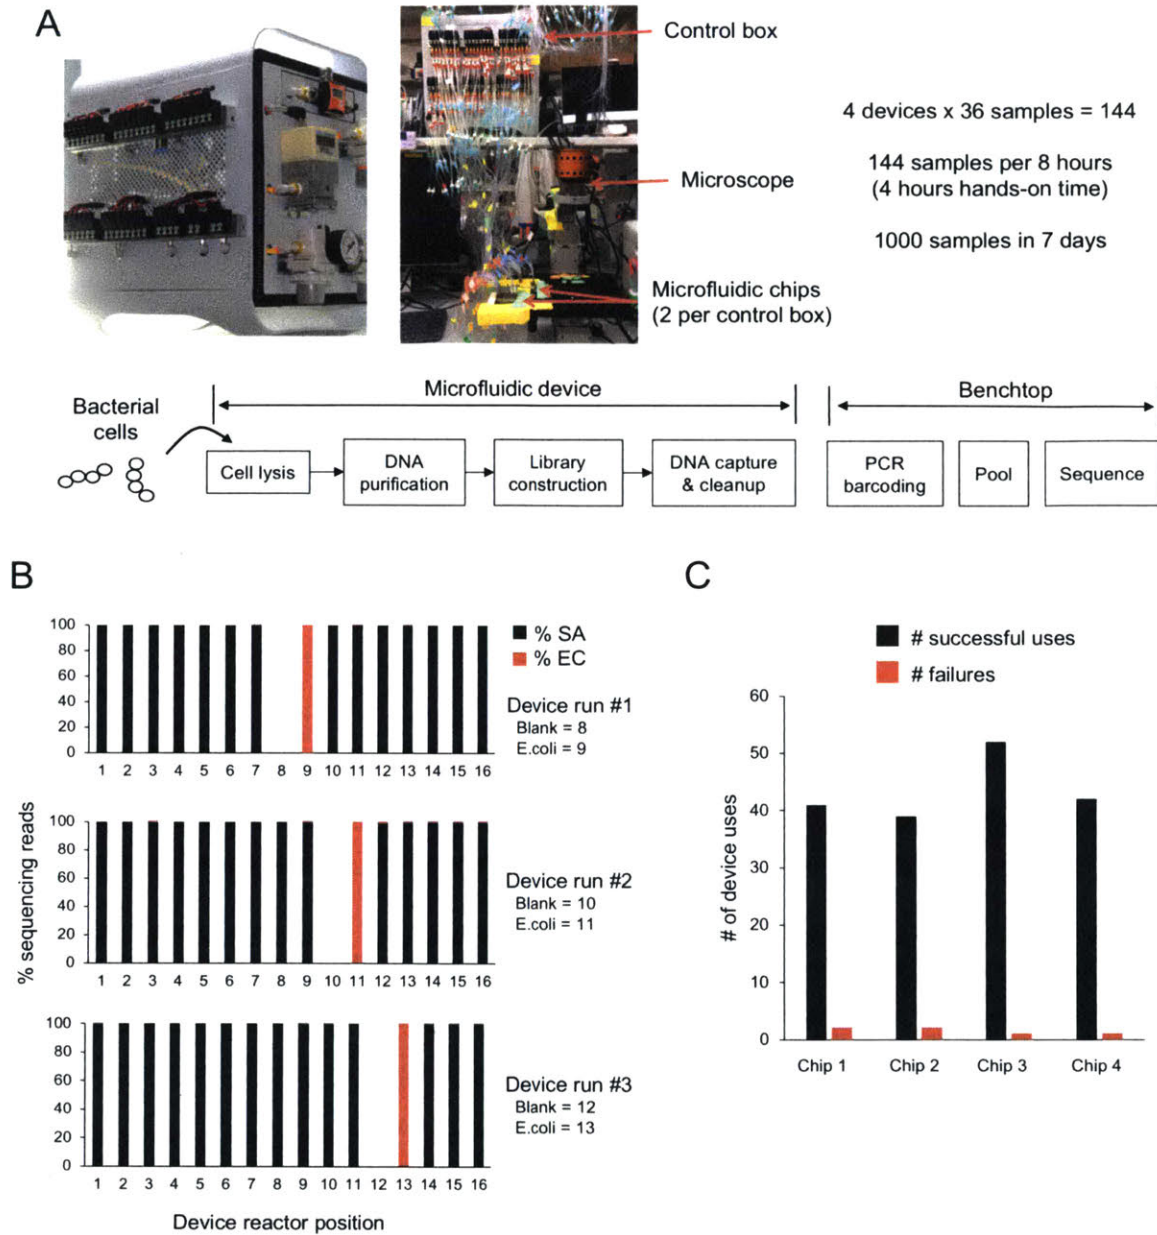 A
Control box
Microscope
Microfluidic chips
(2 per control box)
4 devices x 36 samples = 144
144 samples per 8 hours
(4 hours hands-on time)
1000 samples in 7 days
Bacterial
cells
Microfluidic device
Benchtop
Cell lysis
DNA
purification
Library
construction
DNA capture
& cleanup
PCR
barcoding
Pool
Sequence
B
% sequencing reads
100
80
60
40
20
0
1 2 3 4 5 6 7 8 9 10 11 12 13 14 15 16
% SA
% EC
Device run #1
Blank = 8
E.coli = 9
100
80
60
40
20
0
1 2 3 4 5 6 7 8 9 10 11 12 13 14 15 16
Device run #2
Blank = 10
E.coli = 11
100
80
60
40
20
0
1 2 3 4 5 6 7 8 9 10 11 12 13 14 15 16
Device run #3
Blank = 12
E.coli = 13
Device reactor position
C
# successful uses
# failures
# of device uses
60
50
40
30
20
10
0
Chip 1 Chip 2 Chip 3 Chip 4